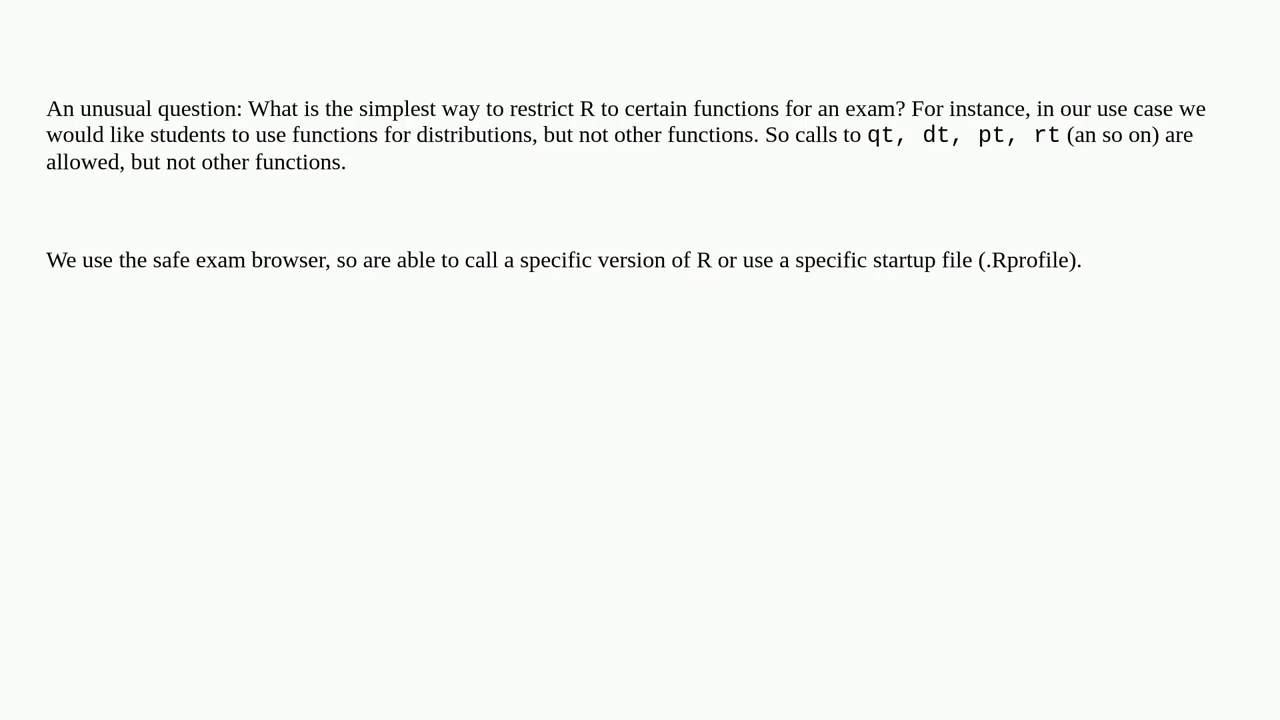 An unusual question: What is the simplest way to restrict R to certain functions for an exam? For instance, in our use case we
would like students to use functions for distributions, but not other functions. So calls to qt, dt, pt, rt (an so on) are
allowed, but not other functions.
We use the safe exam browser, so are able to call a specific version of R or use a specific startup file (.Rprofile).